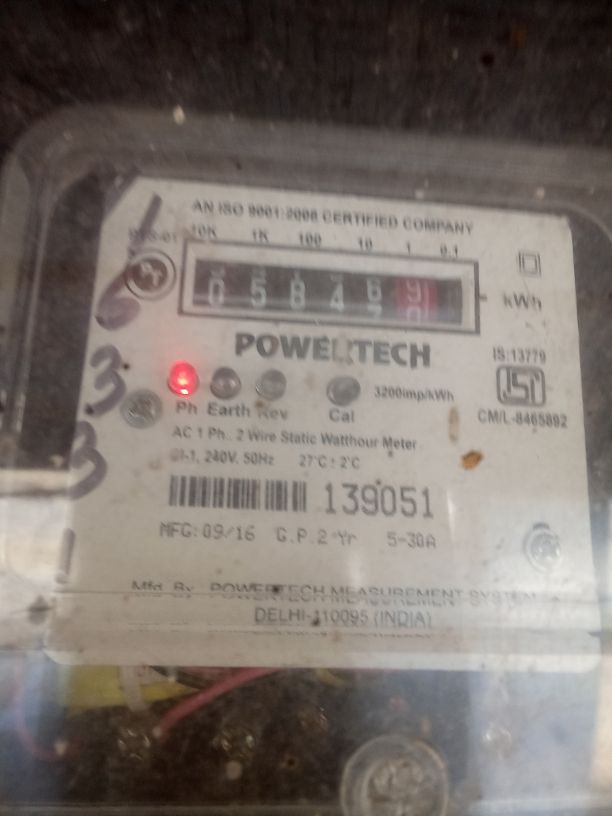 AN ISO 9001:2008 CERTIFIED COMPANY
10K 1K 100 10 1 0.1
0 5 8 4 6 9
kWh
POWERTECH
IS:13779
3200imp/kWh
Ph Earth Rev Cal
CM/L-8465892
AC 1 Ph.. 2 Wire Static Watthour Meter
Cl-1, 240V. 50Hz 27°C ± 2°C
139051
MFG:09/16 G.P.2 Yr 5-30A
Mfd. By POWERTECH MEASUREMENT SYSTEM
DELHI-110095 (INDIA)